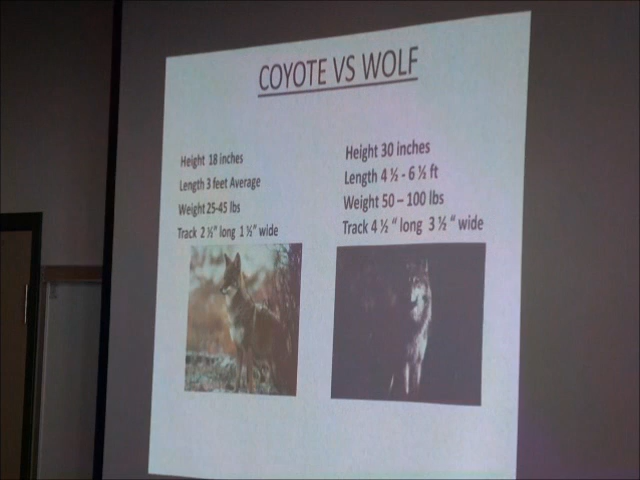 COYOTE VS WOLF
Height 18 inches
Length 3 feet Average
Weight 25-45 lbs
Track 2 ½" long 1 ½" wide
Height 30 inches
Length 4 ½ - 6 ½ ft
Weight 50 – 100 lbs
Track 4 ½ " long 3 ½ " wide